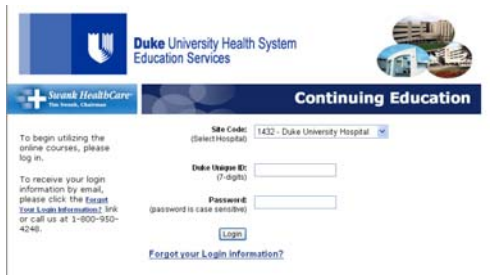 Duke University Health System
Education Services
Swank HealthCare
Tim Swank, Chairman
Continuing Education
To begin utilizing the
online courses, please
log in.
To receive your login
information by email,
please click the Forgot
Your Login Information? link
or call us at 1-800-950-
4248.
Site Code:
(Select Hospital)
1432 - Duke University Hospital
Duke Unique ID:
(7-digits)
Password:
(password is case sensitive)
Login
Forgot your Login information?